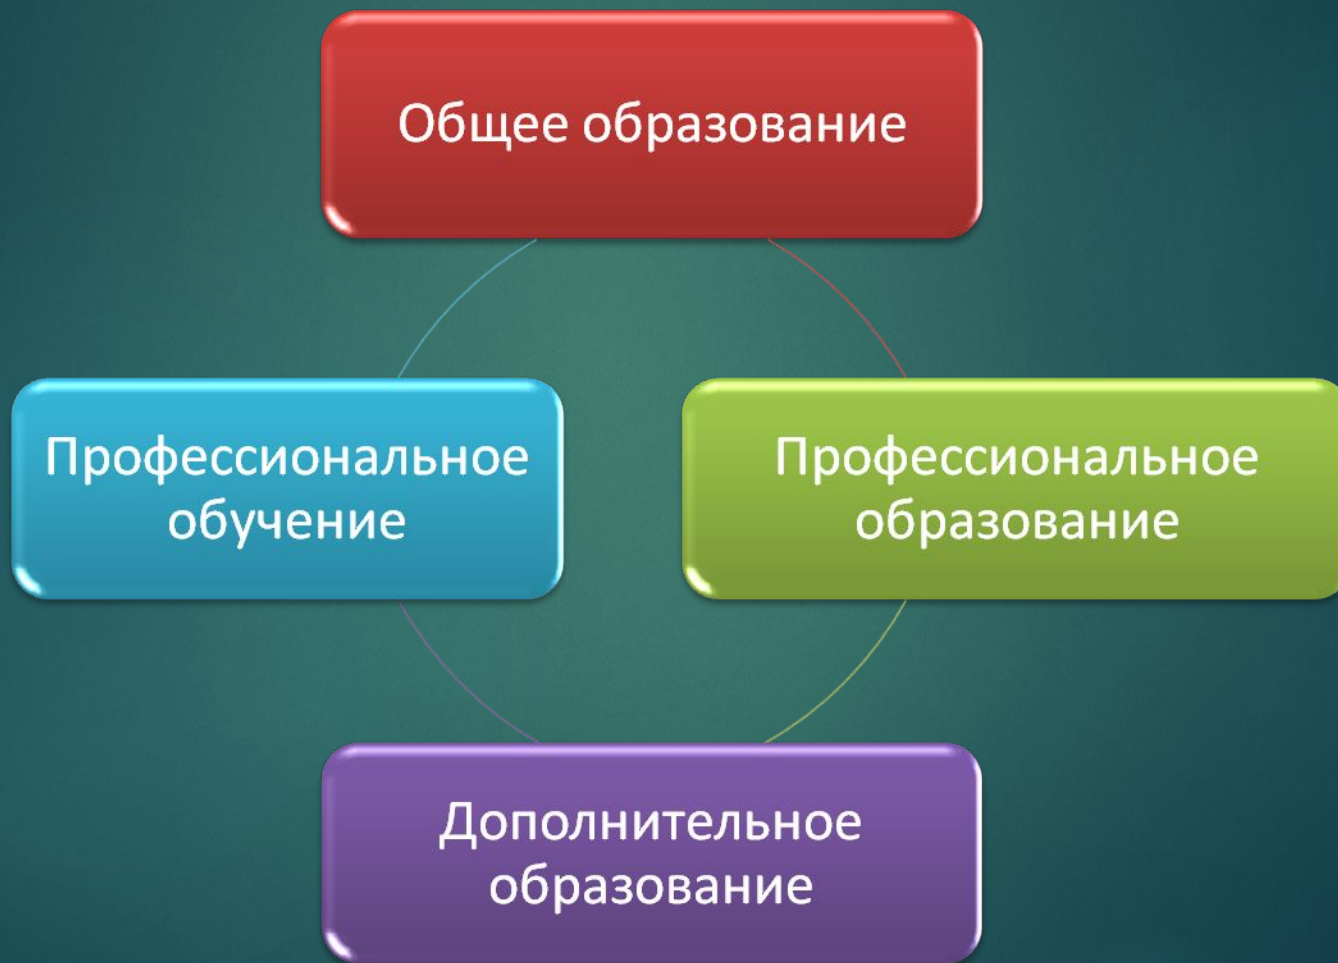 Общее образование
Профессиональное
обучение
Профессиональное
образование
Дополнительное
образование